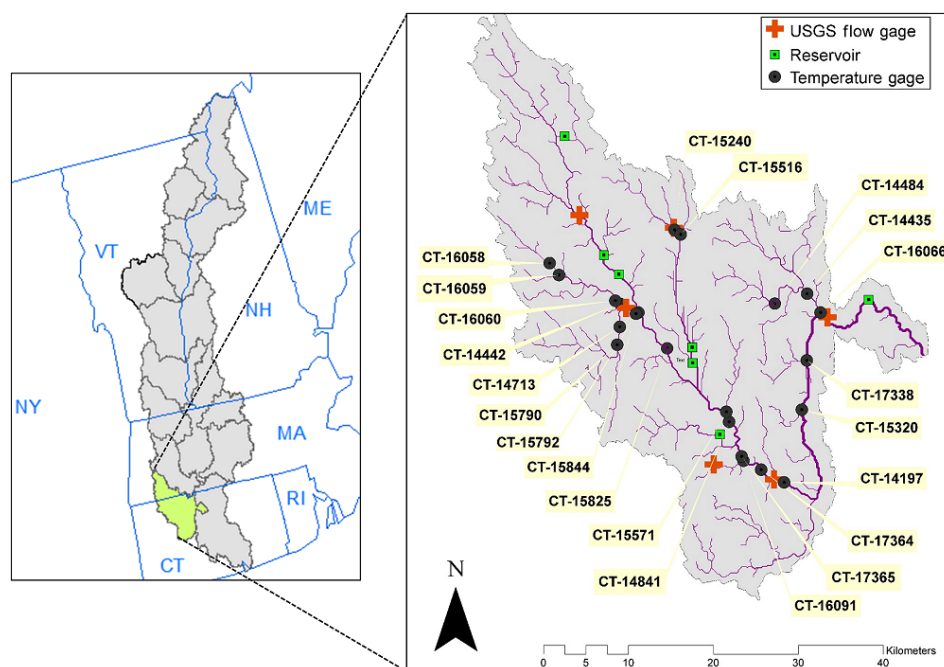 USGS flow gage
Reservoir
Temperature gage
CT-15240
CT-15516
CT-14484
CT-14435
CT-16066
CT-16058
CT-16059
CT-16060
CT-14442
CT-14713
CT-15790
CT-15792
CT-15844
CT-15825
CT-15571
CT-14841
CT-17338
CT-15320
CT-14197
CT-17364
CT-17365
CT-16091
Text
ME
VT
NH
NY
MA
RI
CT
N
Kilometers
0 5 10 20 30 40